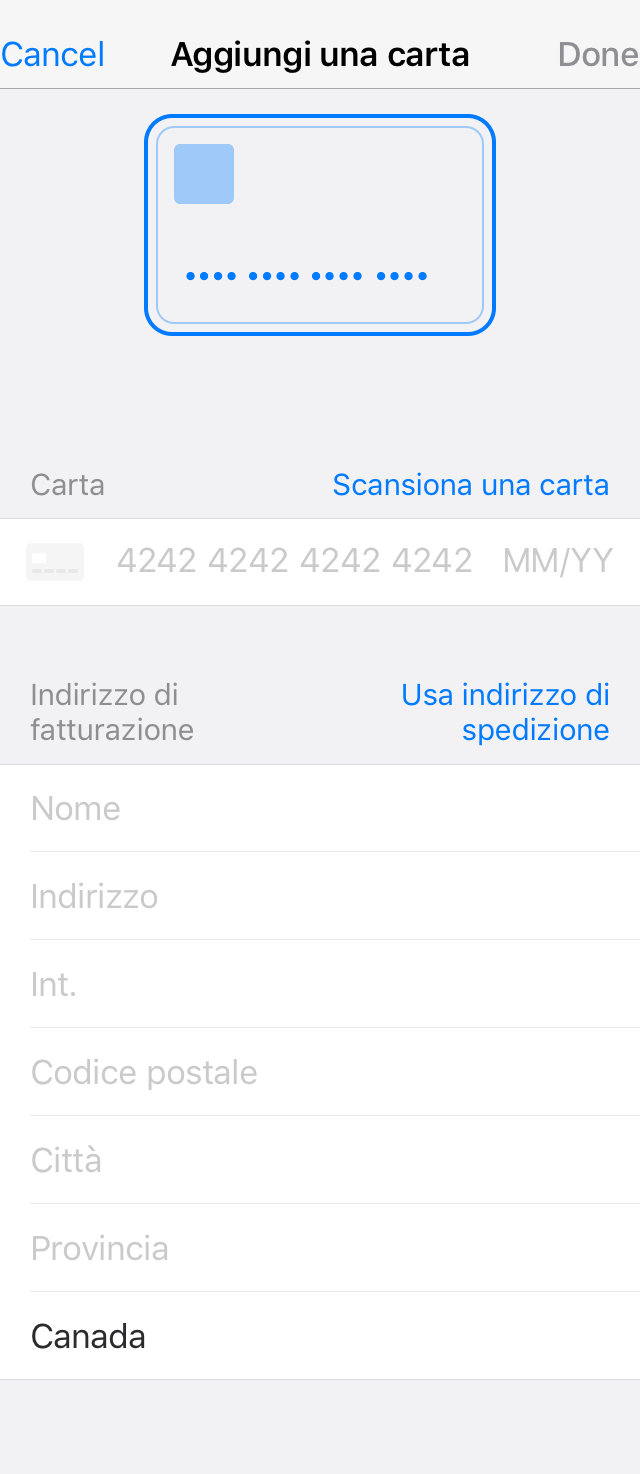 Cancel Aggiungi una carta Done
•••• •••• •••• ••••
Carta Scansiona una carta
4242 4242 4242 4242 MM/YY
Indirizzo di
fatturazione
Usa indirizzo di
spedizione
Nome
Indirizzo
Int.
Codice postale
Città
Provincia
Canada